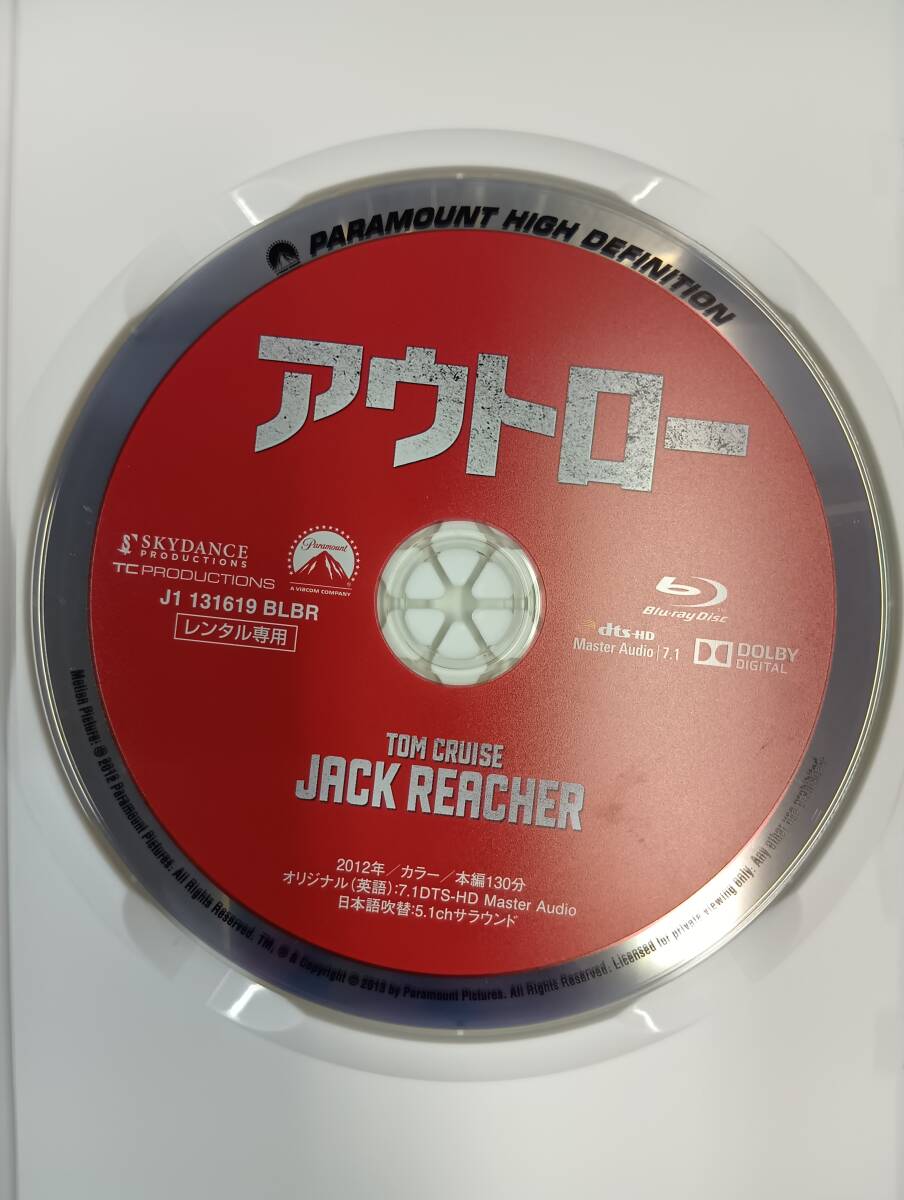 PARAMOUNT HIGH DEFINITION
アウトロー
SKYDANCE
PRODUCTIONS
TC PRODUCTIONS
Paramount
A VIACOM COMPANY
J1 131619 BLBR
レンタル専用
Blu-ray Disc
dts-HD
Master Audio | 7.1
DOLBY
DIGITAL
TOM CRUISE
JACK REACHER
2012年／カラー／本編130分
オリジナル(英語):7.1DTS-HD Master Audio
日本語吹替:5.1chサラウンド
Motion Picture: © 2012 Paramount Pictures. All Rights Reserved. TM, ® & Copyright © 2013 by Paramount Pictures. All Rights Reserved. Licensed for private viewing only. Any other use prohibited.